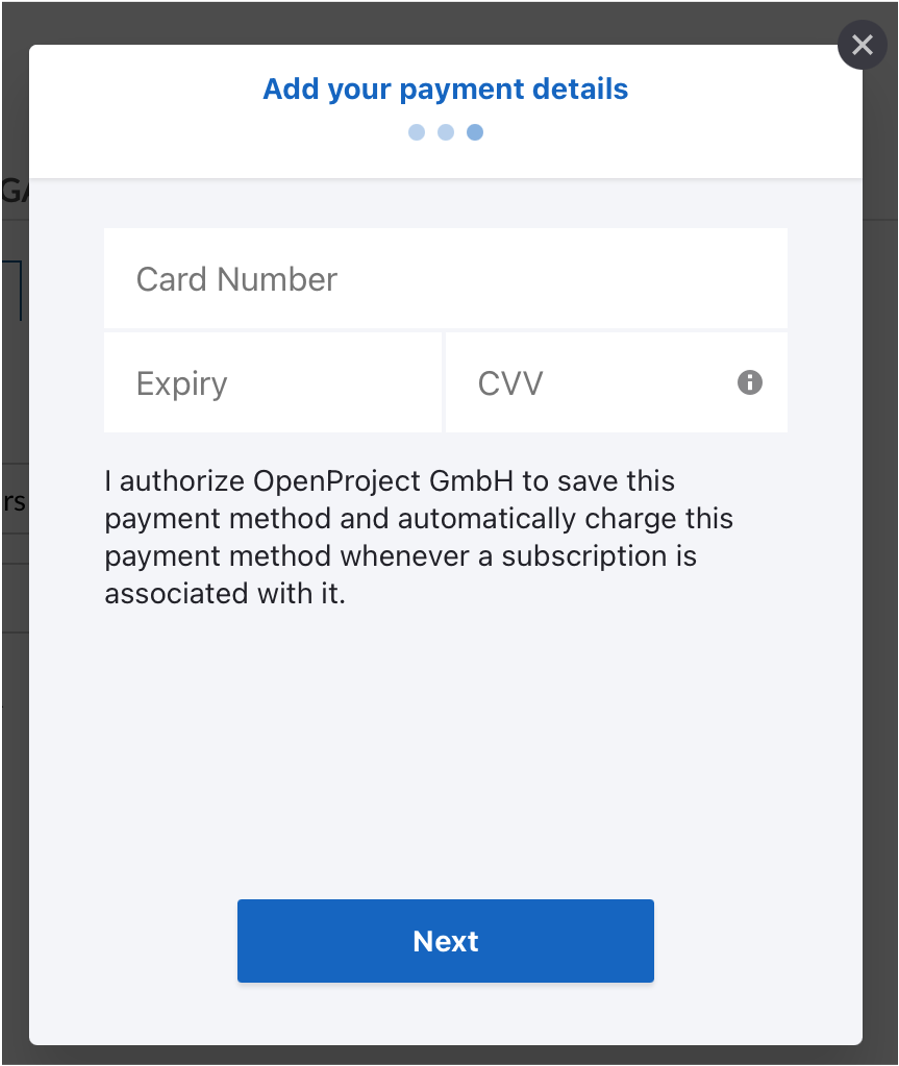 Add your payment details
Card Number
Expiry
CVV
I authorize OpenProject GmbH to save this
payment method and automatically charge this
payment method whenever a subscription is
associated with it.
Next